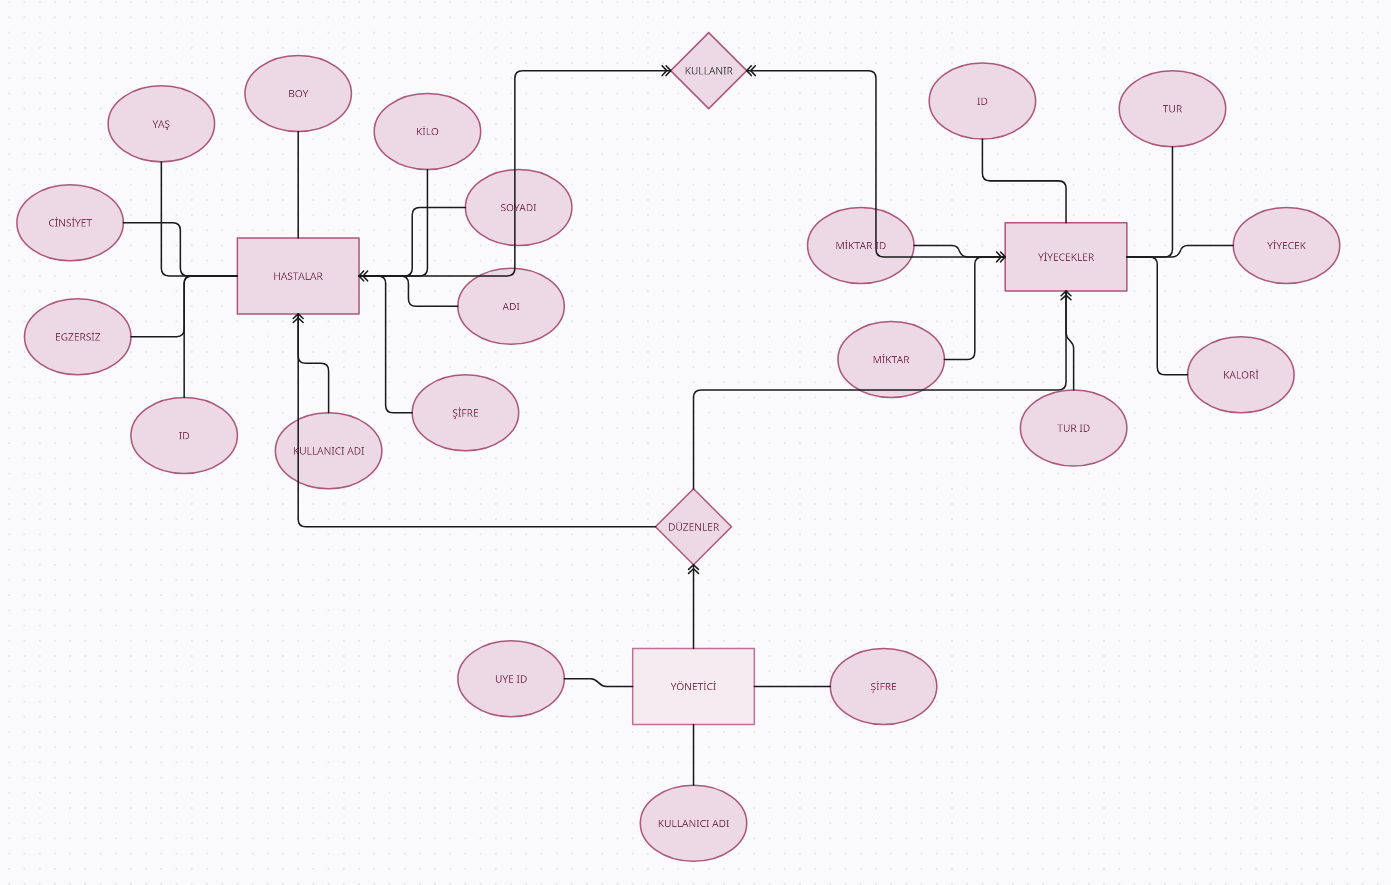 KULLANIR
BOY
ID
TUR
YAŞ
KİLO
SOYADI
CİNSİYET
MİKTAR ID
YİYECEK
YİYECEKLER
HASTALAR
ADI
EGZERSİZ
MİKTAR
KALORİ
ŞİFRE
TUR ID
ID
KULLANICI ADI
DÜZENLER
UYE ID
YÖNETİCİ
ŞİFRE
KULLANICI ADI